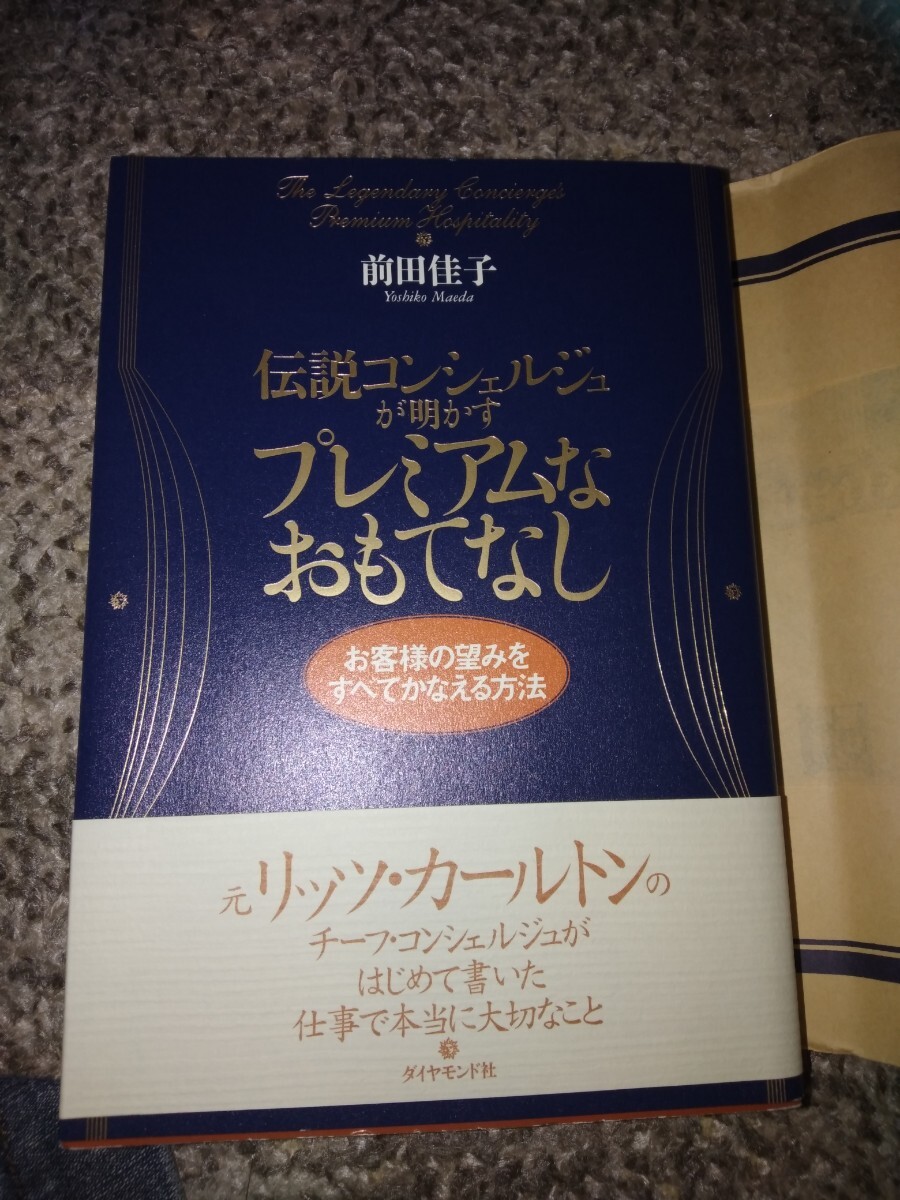 The Legendary Concierge's
Premium Hospitality
前田佳子
Yoshiko Maeda
伝説コンシェルジュ
が明かす
プレミアムな
おもてなし
お客様の望みを
すべてかなえる方法
元リッツ・カールトンの
チーフ・コンシェルジュが
はじめて書いた
仕事で本当に大切なこと
ダイヤモンド社